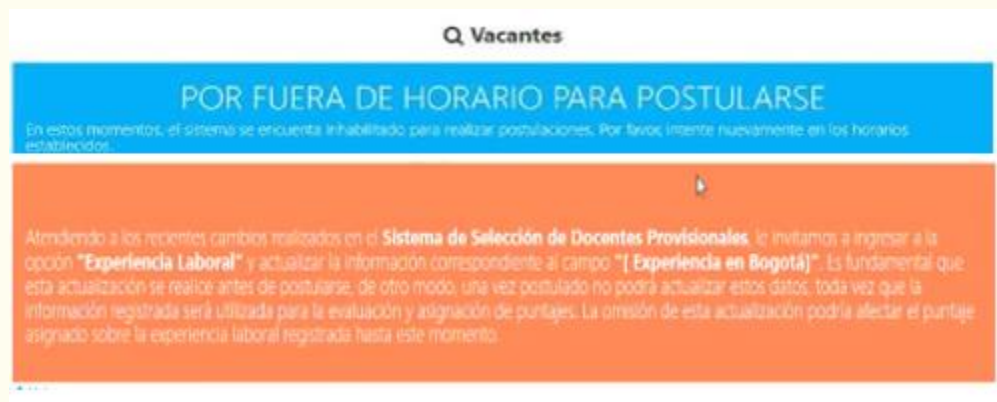 Vacantes
POR FUERA DE HORARIO PARA POSTULARSE
En estos momentos, el sistema se encuenta inhabilitado para realizar postulaciones. Por favor, intente nuevamente en los horarios
establecidos.
Atendiendo a los recientes cambios realizados en el Sistema de Selección de Docentes Provisionales, lo invitamos a ingresar a la
opción "Experiencia Laboral" y actualizar la información correspondiente al campo "[ Experiencia en Bogotá]". Es fundamental que
esta actualización se realice antes de postularse, de otro modo, una vez postulado no podrá actualizar estos datos, toda vez que la
información registrada será utilizada para la evaluación y asignación de puntajes. La omisión de esta actualización podría afectar el puntaje
asignado sobre la experiencia laboral registrada hasta este momento.